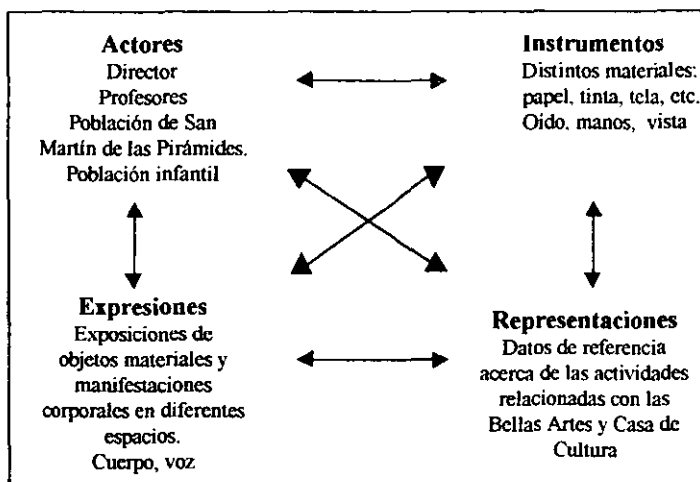 Actores
Director
Profesores
Población de San
Martín de las Pirámides.
Población infantil
Instrumentos
Distintos materiales:
papel, tinta, tela, etc.
Oído, manos, vista
Expresiones
Exposiciones de
objetos materiales y
manifestaciones
corporales en diferentes
espacios.
Cuerpo, voz
Representaciones
Datos de referencia
acerca de las actividades
relacionadas con las
Bellas Artes y Casa de
Cultura